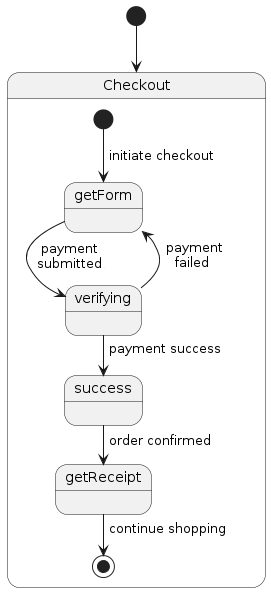 Checkout
initiate checkout
getForm
payment
submitted
payment
failed
verifying
payment success
success
order confirmed
getReceipt
continue shopping